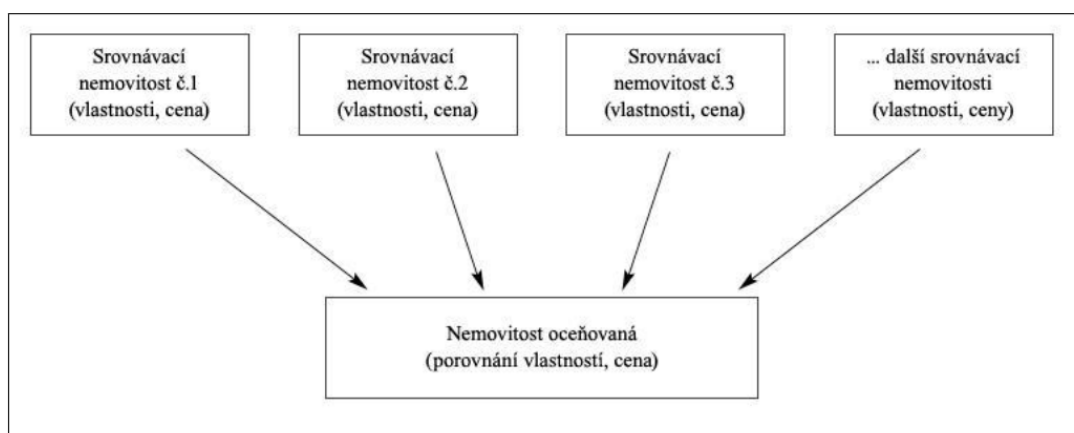 Srovnávací
nemovitost č.1
(vlastnosti, cena)
Srovnávací
nemovitost č.2
(vlastnosti, cena)
Srovnávací
nemovitost č.3
(vlastnosti, cena)
... další srovnávací
nemovitosti
(vlastnosti, ceny)
Nemovitost oceňovaná
(porovnání vlastností, cena)